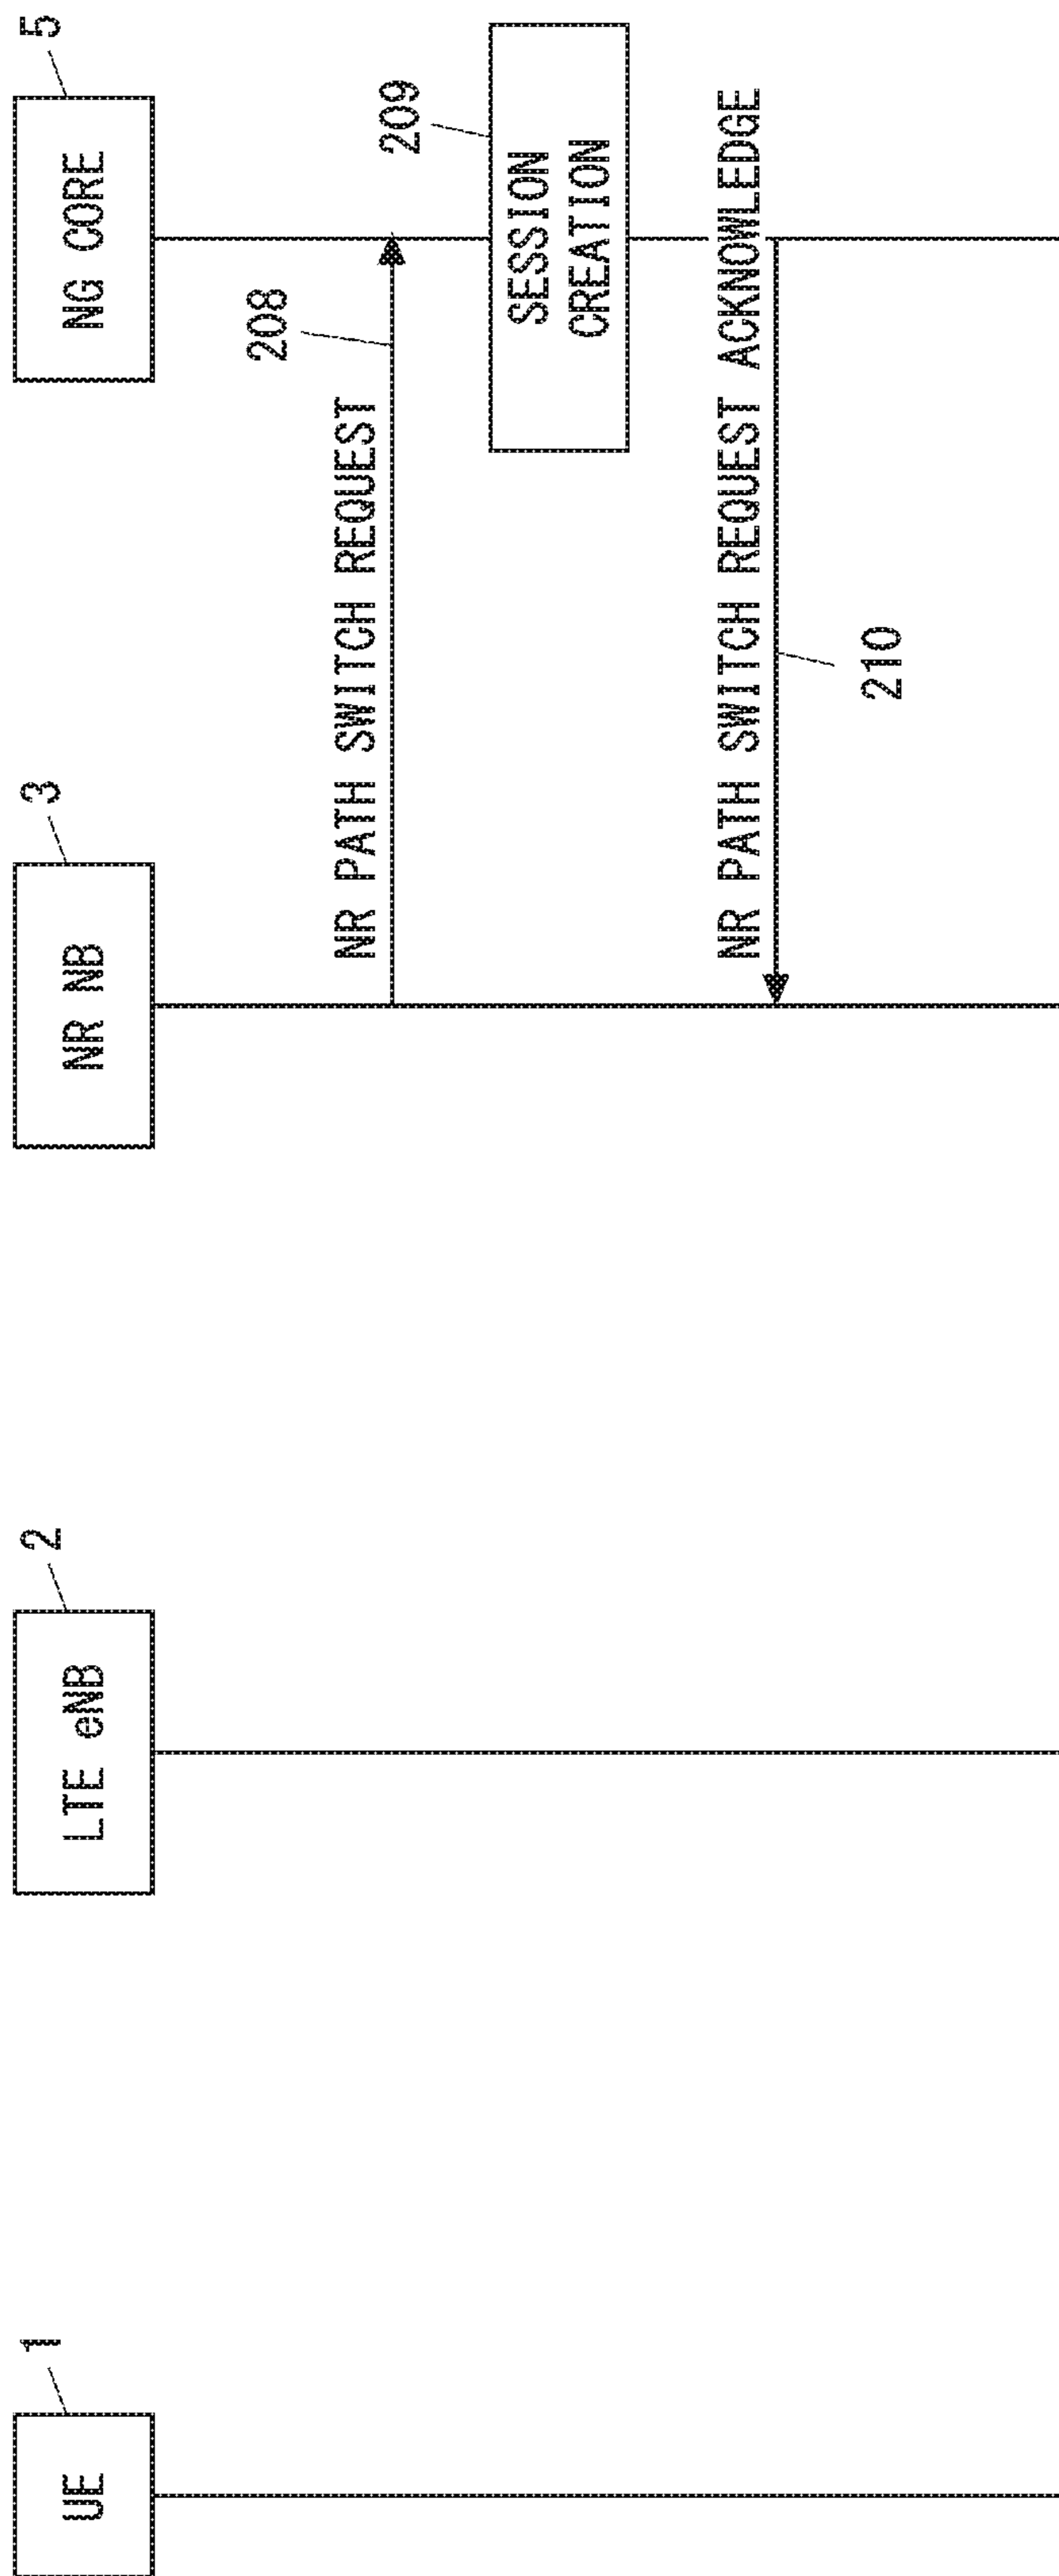 1
UE
2
LTE eNB
3
NR NB
5
NG CORE
208
NR PATH SWITCH REQUEST
209
SESSION
CREATION
NR PATH SWITCH REQUEST ACKNOWLEDGE
210